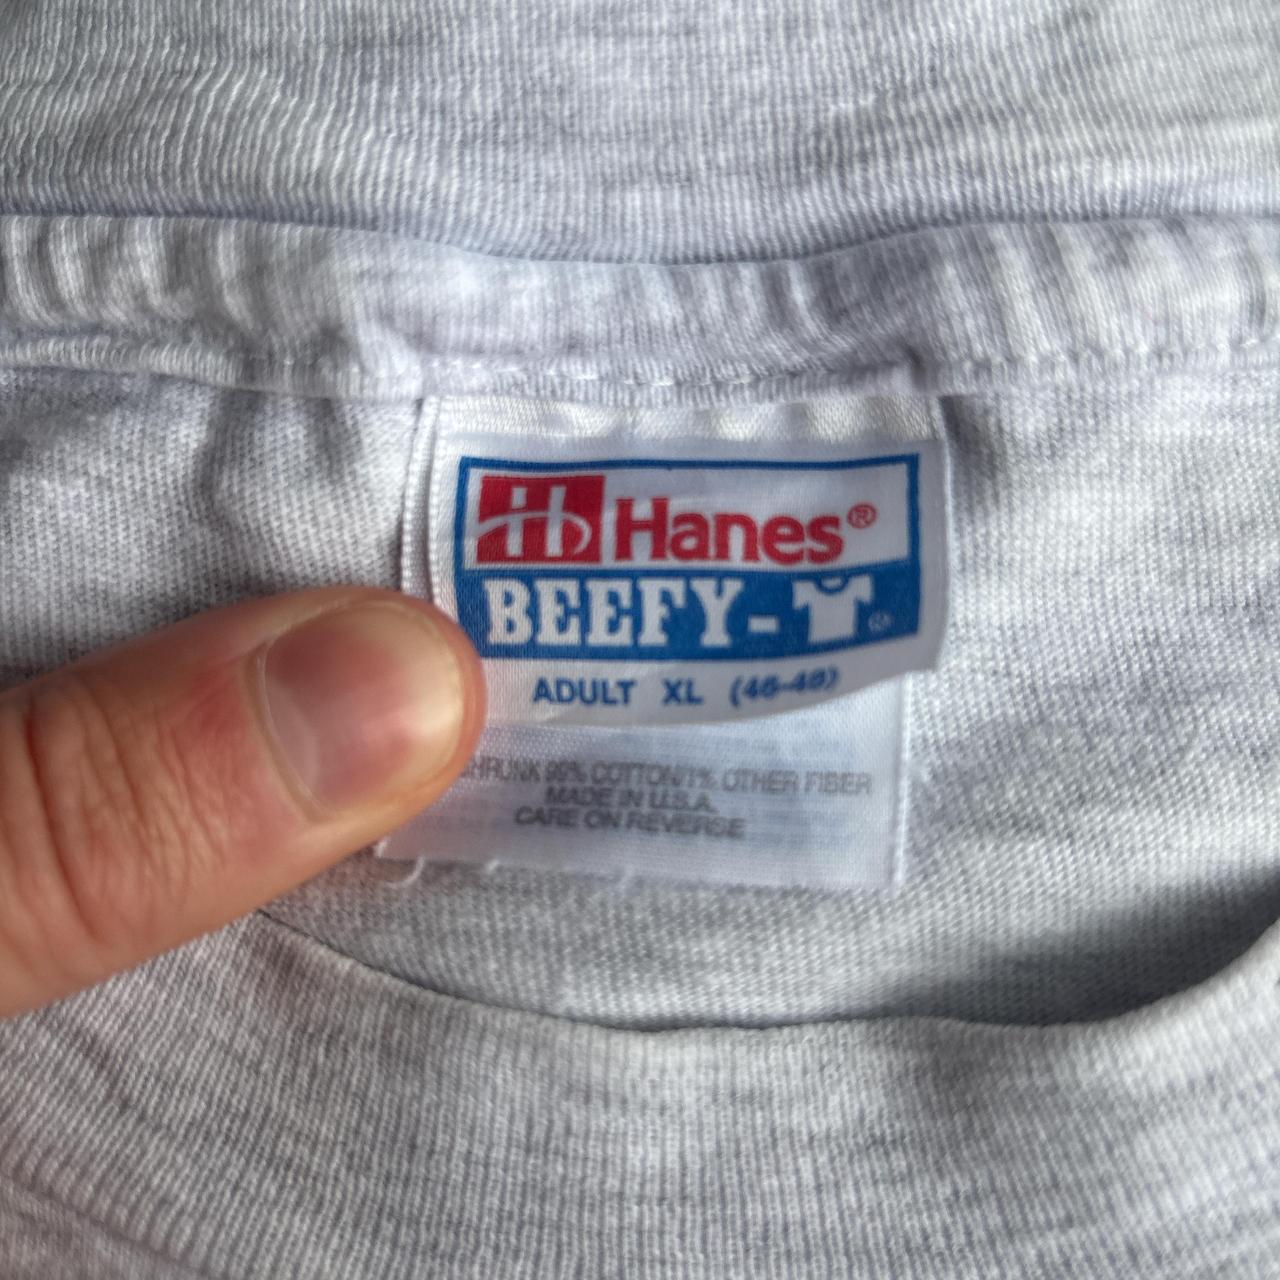 Hanes®
BEEFY-
ADULT XL (46-48)
SHRUNK 99% COTTON/1% OTHER FIBER
MADE IN U.S.A.
CARE ON REVERSE